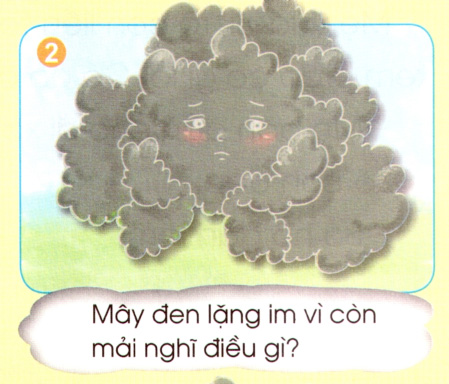 2
Mây đen lặng im vì còn
mải nghĩ điều gì?